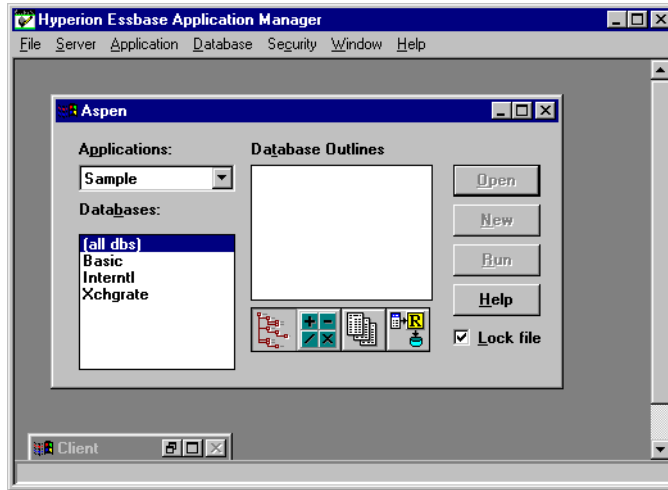 Hyperion Essbase Application Manager
File Server Application Database Security Window Help
Aspen
Applications:
Database Outlines
Sample
Open
Databases:
New
(all dbs)
Basic
Interntl
Xchgrate
Run
Help
R
Lock file
Client